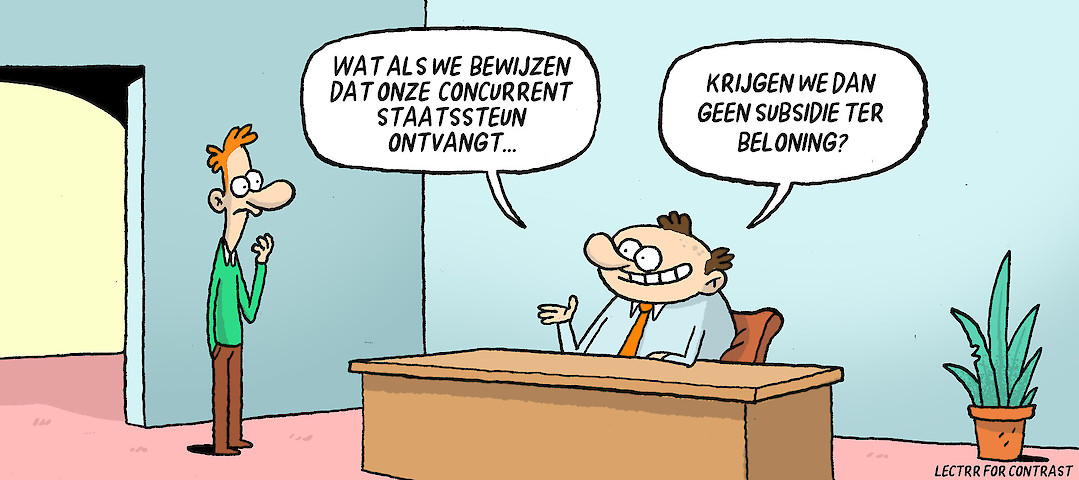 WAT ALS WE BEWIJZEN
DAT ONZE CONCURRENT
STAATSSTEUN
ONTVANGT...
KRIJGEN WE DAN
GEEN SUBSIDIE TER
BELONING?
LECTRR FOR CONTRAST